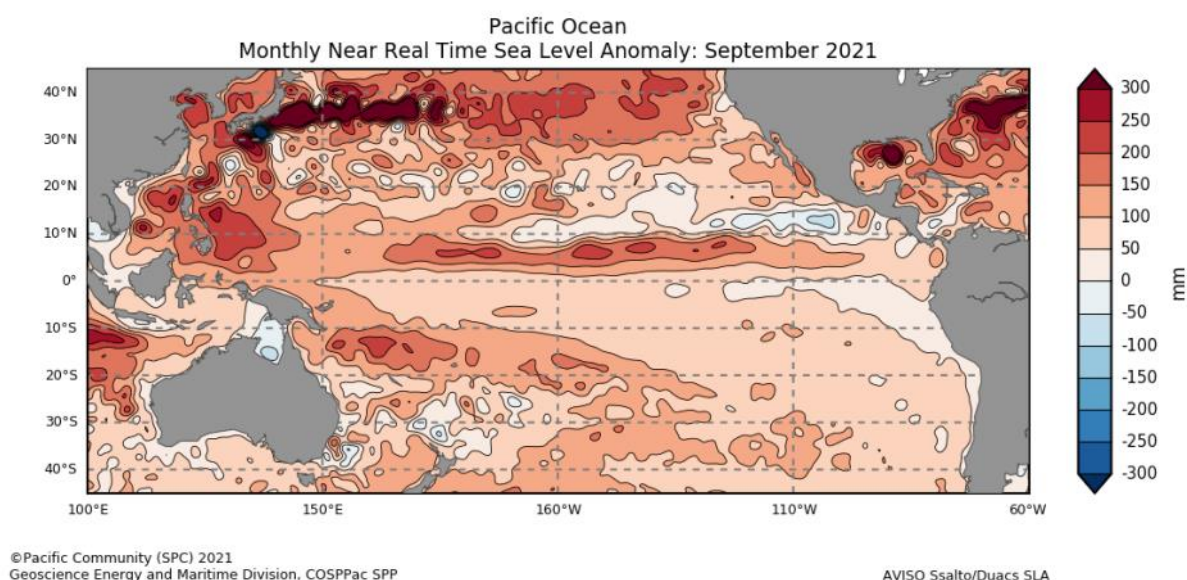 Pacific Ocean
Monthly Near Real Time Sea Level Anomaly: September 2021
40°N
30°N
20°N
10°N
0°
10°S
20°S
30°S
40°S
100°E
150°E
160°W
110°W
60°W
300
250
200
150
100
50
0
-50
-100
-150
-200
-250
-300
mm
©Pacific Community (SPC) 2021
Geoscience Energy and Maritime Division, COSPPac SPP
AVISO Ssalto/Duacs SLA